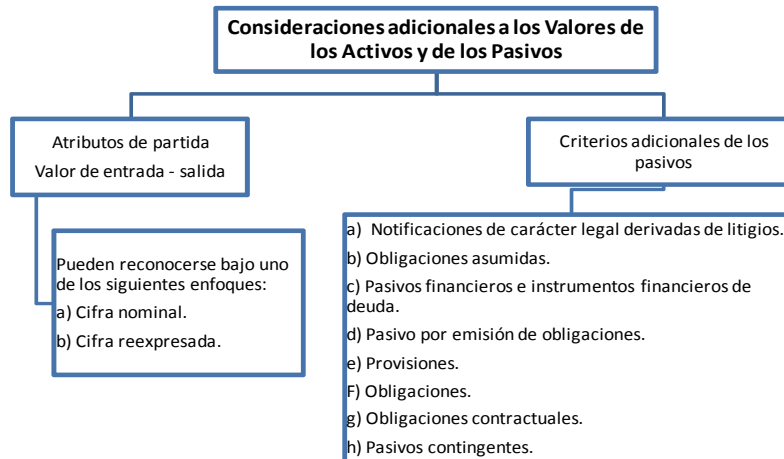 Consideraciones adicionales a los Valores de
los Activos y de los Pasivos
Atributos de partida
Valor de entrada - salida
Criterios adicionales de los
pasivos
Pueden reconocerse bajo uno
de los siguientes enfoques:
a) Cifra nominal.
b) Cifra reexpresada.
a) Notificaciones de carácter legal derivadas de litigios.
b) Obligaciones asumidas.
c) Pasivos financieros e instrumentos financieros de
deuda.
d) Pasivo por emisión de obligaciones.
e) Provisiones.
F) Obligaciones.
g) Obligaciones contractuales.
h) Pasivos contingentes.